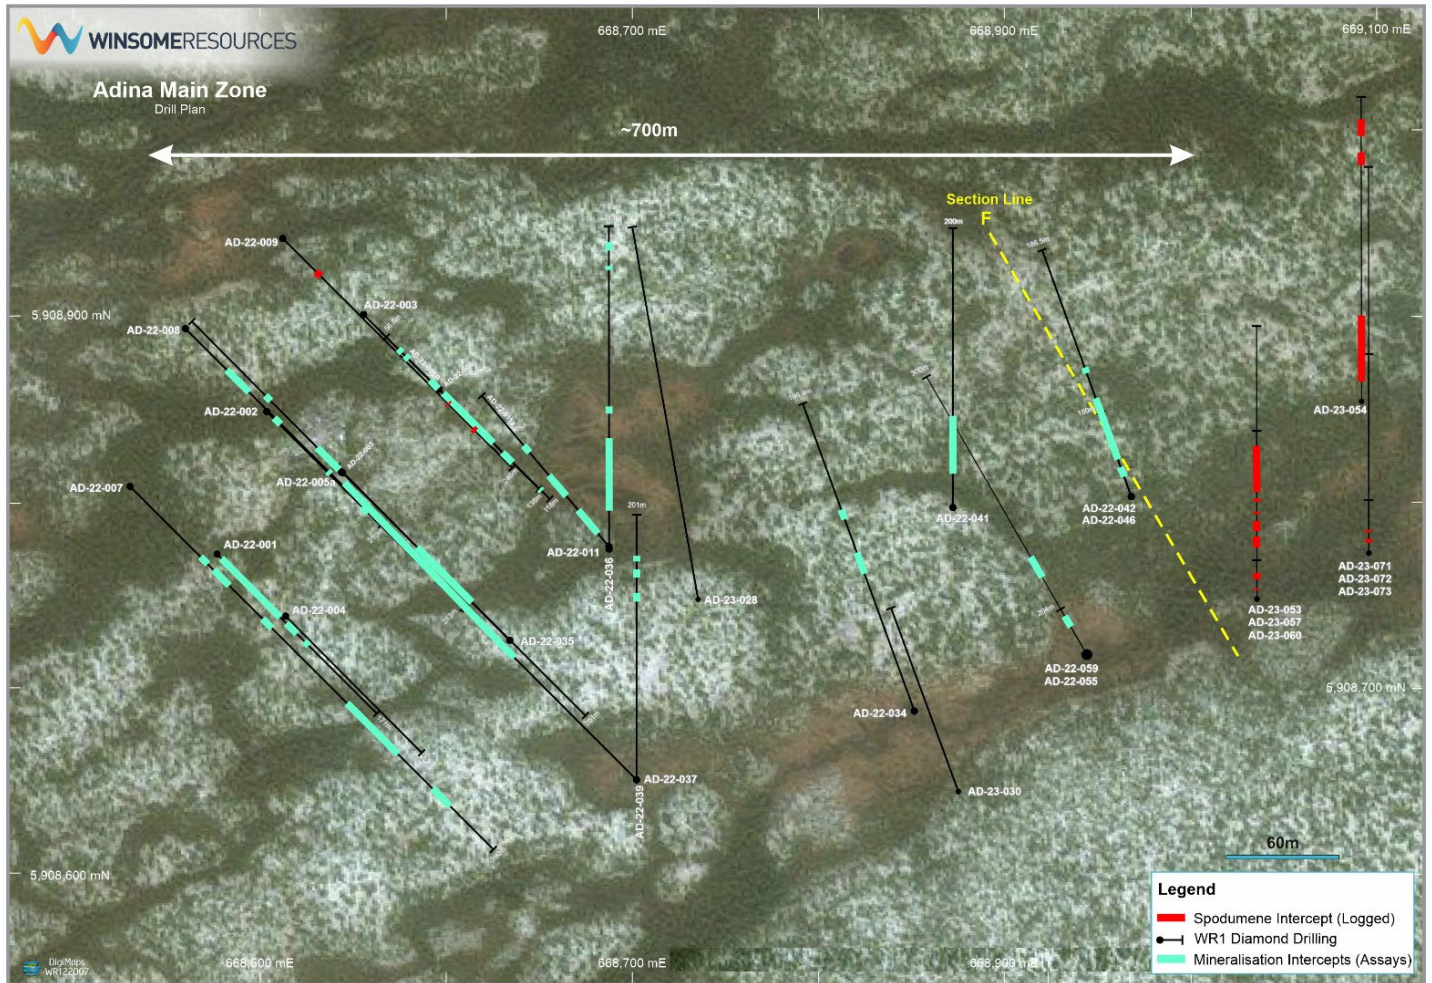 WINSOMERESOURCES
Adina Main Zone
Drill Plan
668,700 mE
668,900 mE
669,100 mE
~700m
Section Line
F
AD-22-009
200m
186.5m
AD-22-003
5,908,900 mN
AD-22-008
AD-22-002
AD-23-054
AD-22-005a
AD-22-007
201m
AD-22-041
AD-22-042
AD-22-046
AD-22-001
AD-22-011
AD-22-036
AD-23-028
AD-23-071
AD-23-072
AD-23-073
AD-22-004
AD-23-053
AD-23-057
AD-23-060
AD-22-035
AD-22-059
AD-22-055
5,908,700 mN
AD-22-034
AD-22-037
AD-22-039
AD-23-030
60m
5,908,600 mN
Legend
Spodumene Intercept (Logged)
WR1 Diamond Drilling
Mineralisation Intercepts (Assays)
DigiMaps
WR122007
668,500 mE
668,700 mE
668,900 mE